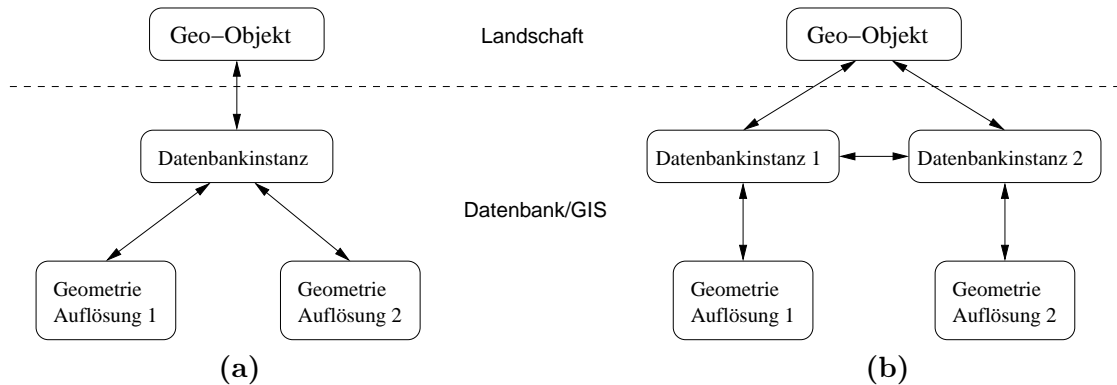 Geo−Objekt
Landschaft
Geo−Objekt
Datenbankinstanz
Datenbankinstanz 1
Datenbankinstanz 2
Datenbank/GIS
Geometrie
Auflösung 1
Geometrie
Auflösung 2
Geometrie
Auflösung 1
Geometrie
Auflösung 2
(a)
(b)